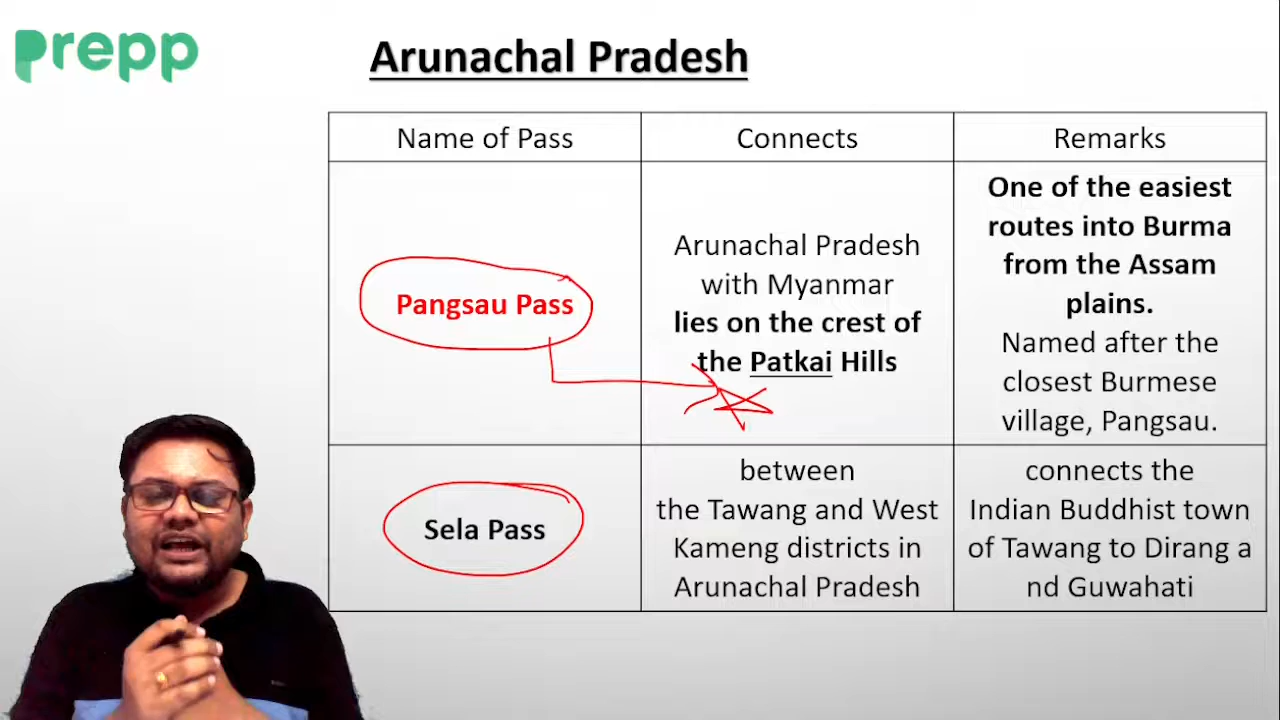 prepp
Arunachal Pradesh
Name of Pass
Connects
Remarks
Pangsau Pass
Arunachal Pradesh
with Myanmar
lies on the crest of
the Patkai Hills
One of the easiest
routes into Burma
from the Assam
plains.
Named after the
closest Burmese
village, Pangsau.
Sela Pass
between
the Tawang and West
Kameng districts in
Arunachal Pradesh
connects the
Indian Buddhist town
of Tawang to Dirang a
nd Guwahati